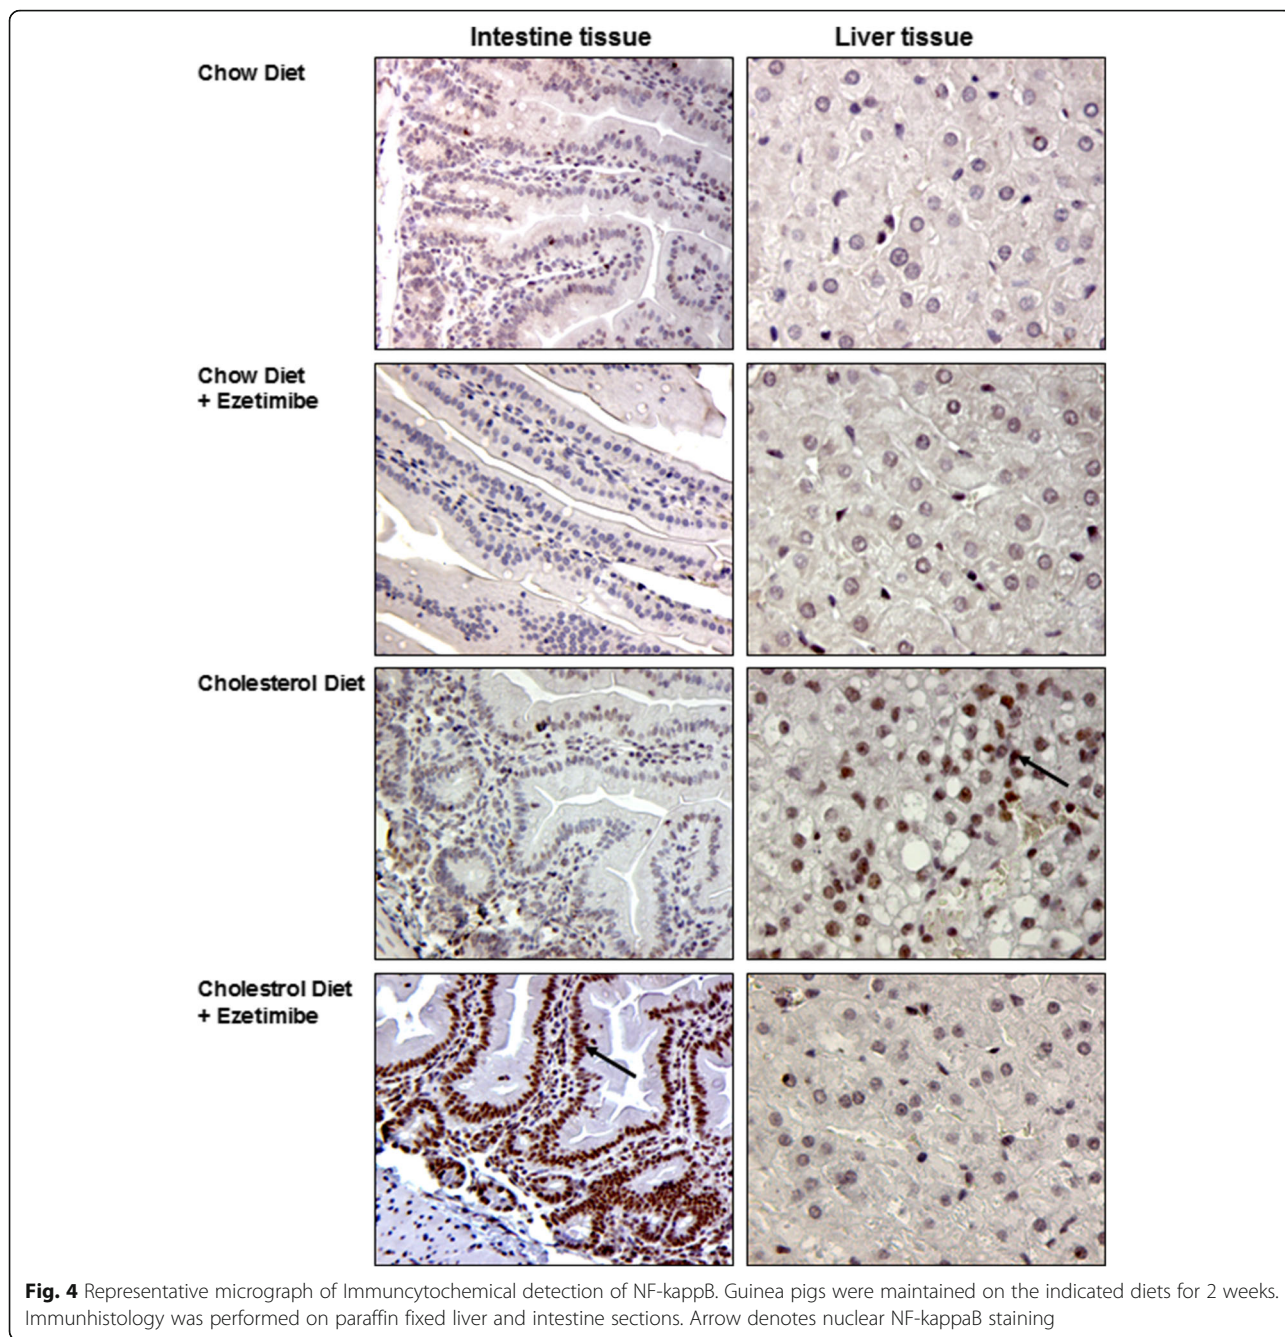 Intestine tissue
Liver tissue
Chow Diet
Chow Diet
+ Ezetimibe
Cholesterol Diet
Cholestrol Diet
+ Ezetimibe
Fig. 4 Representative micrograph of Immuncytochemical detection of NF-kappB. Guinea pigs were maintained on the indicated diets for 2 weeks.
Immunhistology was performed on paraffin fixed liver and intestine sections. Arrow denotes nuclear NF-kappaB staining